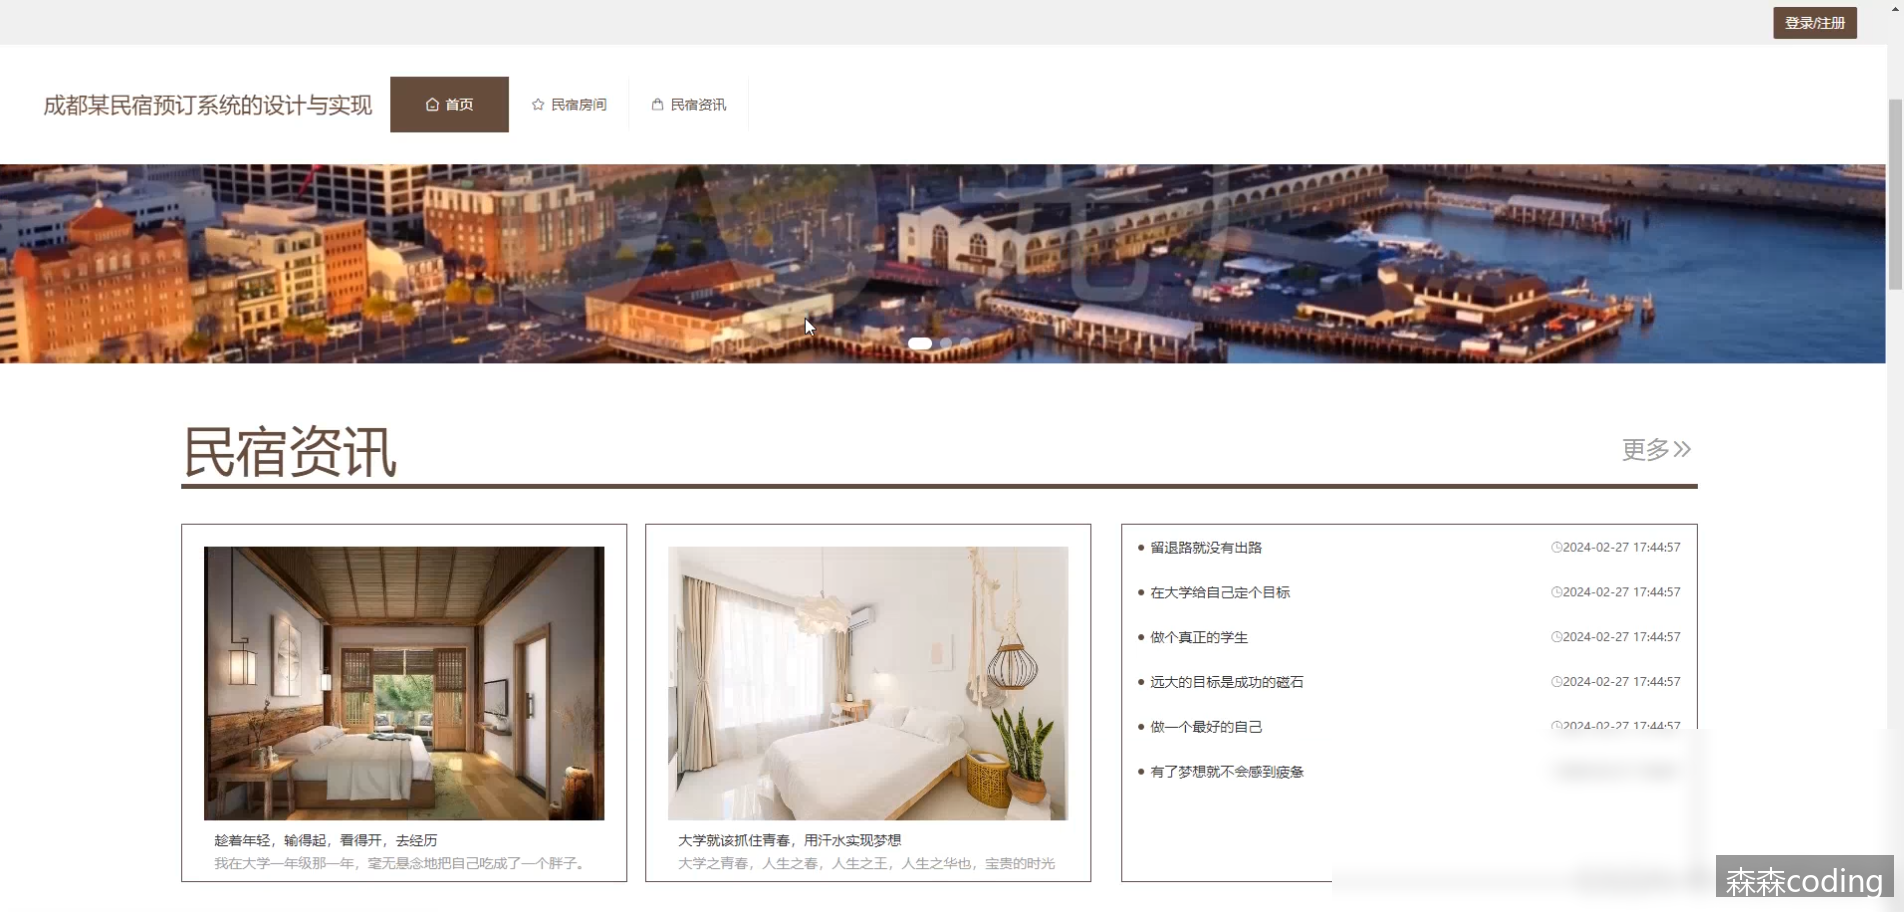 登录/注册
成都某民宿预订系统的设计与实现
首页
民宿房间
民宿资讯
民宿资讯
更多
留退路就没有出路 2024-02-27 17:44:57
在大学给自己定个目标 2024-02-27 17:44:57
做个真正的学生 2024-02-27 17:44:57
远大的目标是成功的磁石 2024-02-27 17:44:57
做一个最好的自己 2024-02-27 17:44:57
有了梦想就不会感到疲惫
趁着年轻，输得起，看得开，去经历
我在大学一年级那一年，毫无悬念地把自己吃成了一个胖子。
大学就该抓住青春，用汗水实现梦想
大学之青春，人生之春，人生之王，人生之华也，宝贵的时光
森森coding